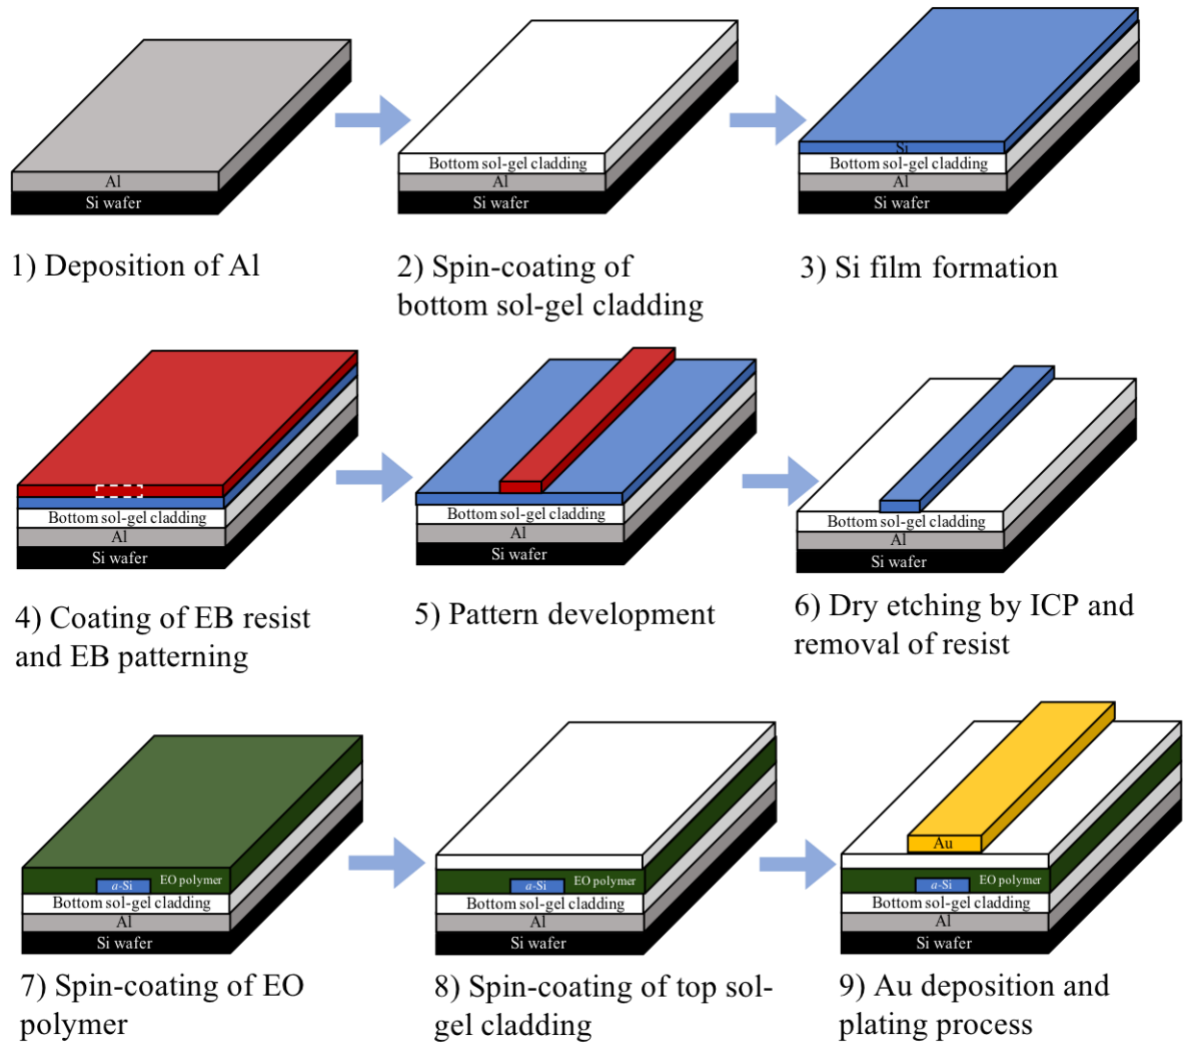 Al
Si wafer
Bottom sol-gel cladding
Al
Si wafer
Si
Bottom sol-gel cladding
Al
Si wafer
1) Deposition of Al
2) Spin-coating of
bottom sol-gel cladding
3) Si film formation
Bottom sol-gel cladding
Al
Si wafer
Bottom sol-gel cladding
Al
Si wafer
Bottom sol-gel cladding
Al
Si wafer
4) Coating of EB resist
and EB patterning
5) Pattern development
6) Dry etching by ICP and
removal of resist
a-Si EO polymer
Bottom sol-gel cladding
Al
Si wafer
a-Si EO polymer
Bottom sol-gel cladding
Al
Si wafer
Au
a-Si EO polymer
Bottom sol-gel cladding
Al
Si wafer
7) Spin-coating of EO
polymer
8) Spin-coating of top sol-
gel cladding
9) Au deposition and
plating process